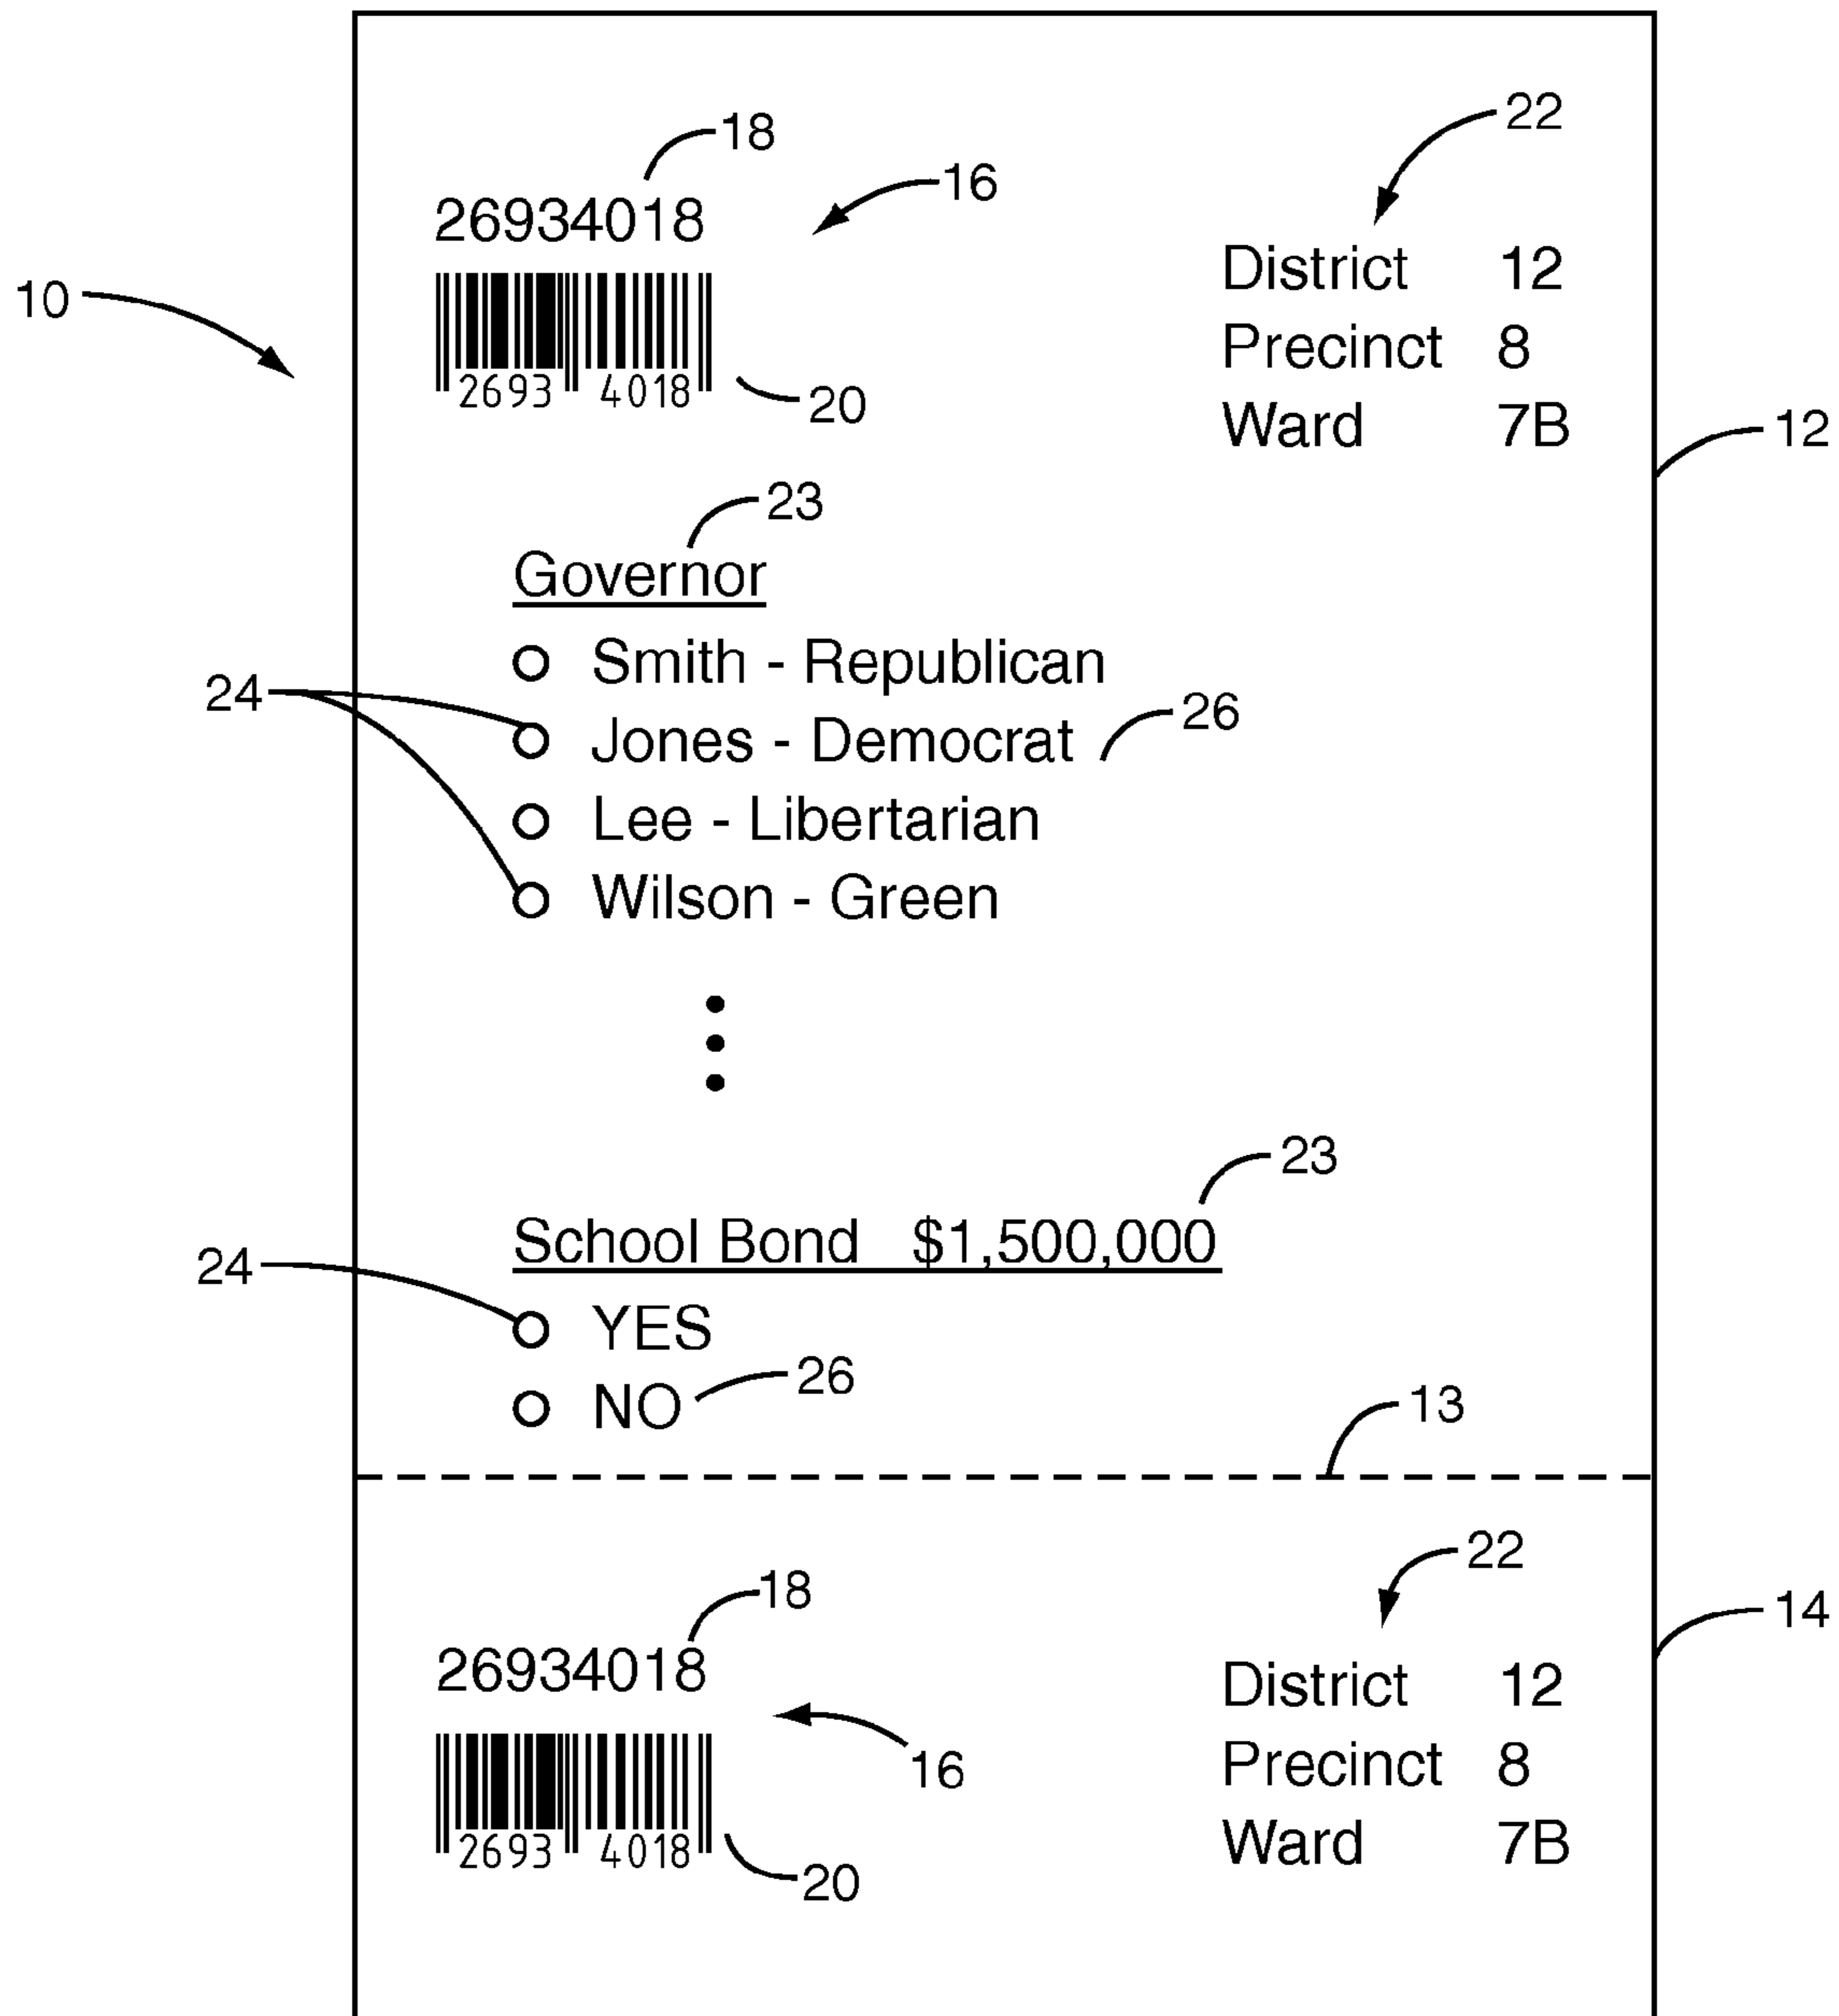 22
18
16
26934018
District 12
10
Precinct 8
2693 4018
20
Ward 7B
12
23
Governor
Smith - Republican
24
26
Jones - Democrat
Lee - Libertarian
Wilson - Green
23
School Bond $1,500,000
24
YES
26
NO
13
22
18
14
26934018
District 12
16
Precinct 8
2693 4018
Ward 7B
20